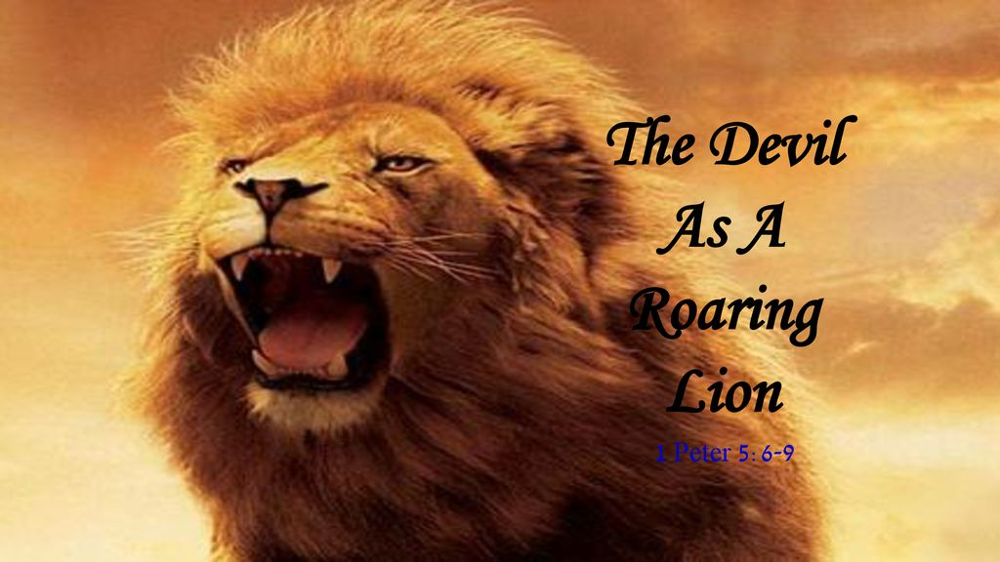 The Devil
As A
Roaring
Lion
1 Peter 5: 6-9